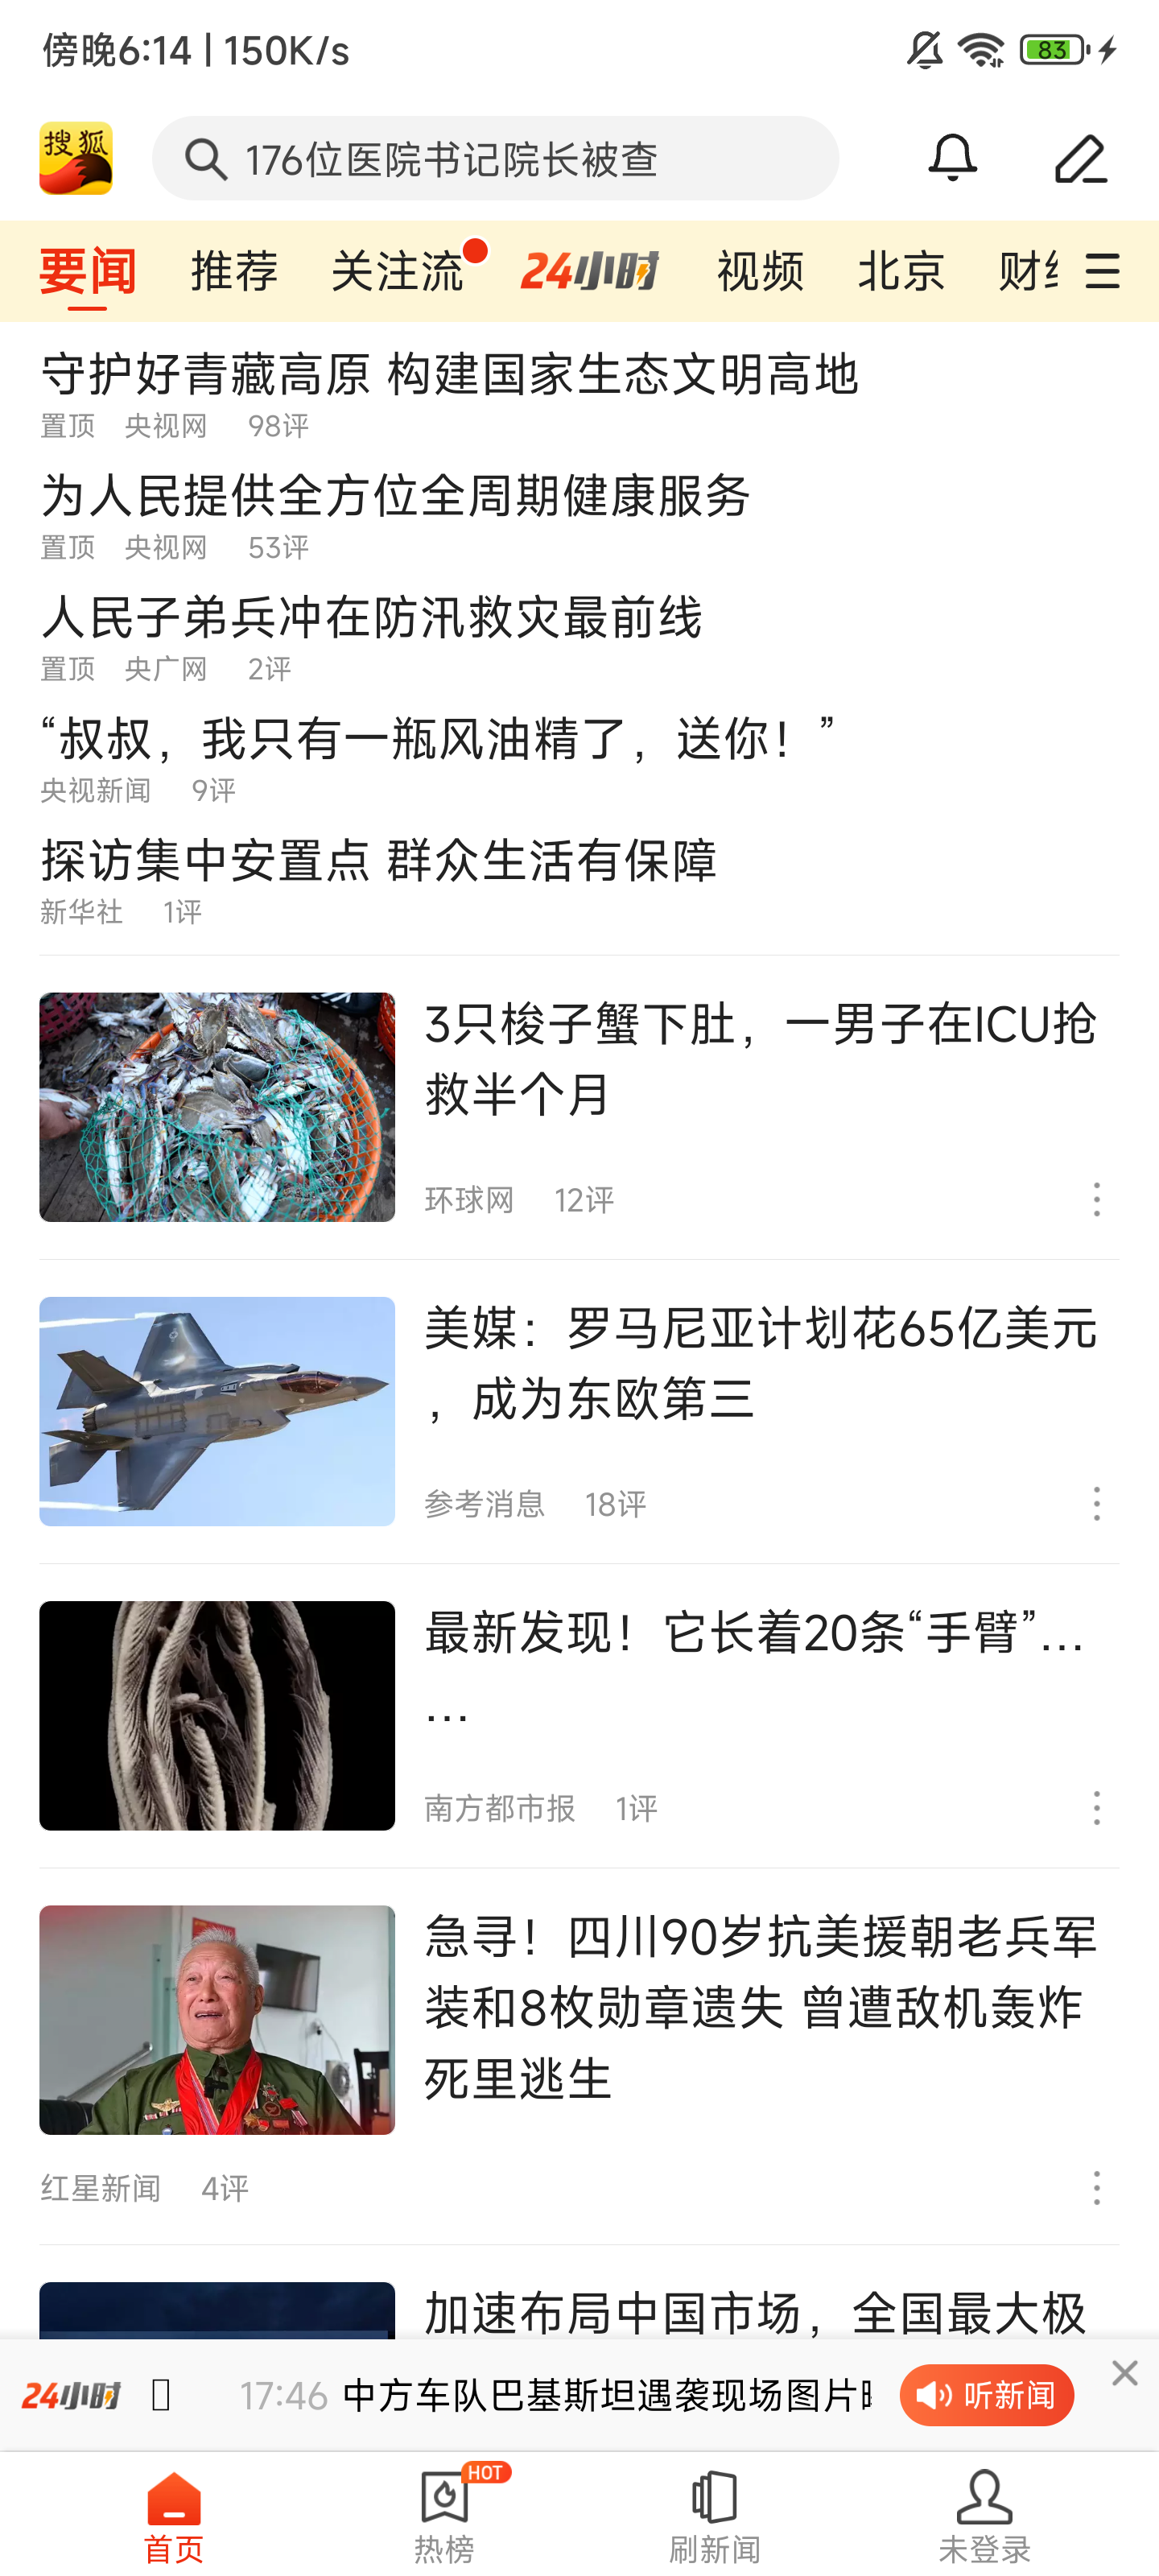 傍晚6:14 | 150K/s
83
搜狐
176位医院书记院长被查
要闻 推荐 关注流 24小时 视频 北京 财经
守护好青藏高原 构建国家生态文明高地
置顶 央视网 98评
为人民提供全方位全周期健康服务
置顶 央视网 53评
人民子弟兵冲在防汛救灾最前线
置顶 央广网 2评
“叔叔，我只有一瓶风油精了，送你！”
央视新闻 9评
探访集中安置点 群众生活有保障
新华社 1评
3只梭子蟹下肚，一男子在ICU抢
救半个月
环球网 12评
美媒：罗马尼亚计划花65亿美元
，成为东欧第三
参考消息 18评
最新发现！它长着20条“手臂”…
…
南方都市报 1评
急寻！四川90岁抗美援朝老兵军
装和8枚勋章遗失 曾遭敌机轰炸
死里逃生
红星新闻 4评
加速布局中国市场，全国最大极
24小时 17:46 中方车队巴基斯坦遇袭现场图片 听新闻
HOT
首页 热榜 刷新闻 未登录